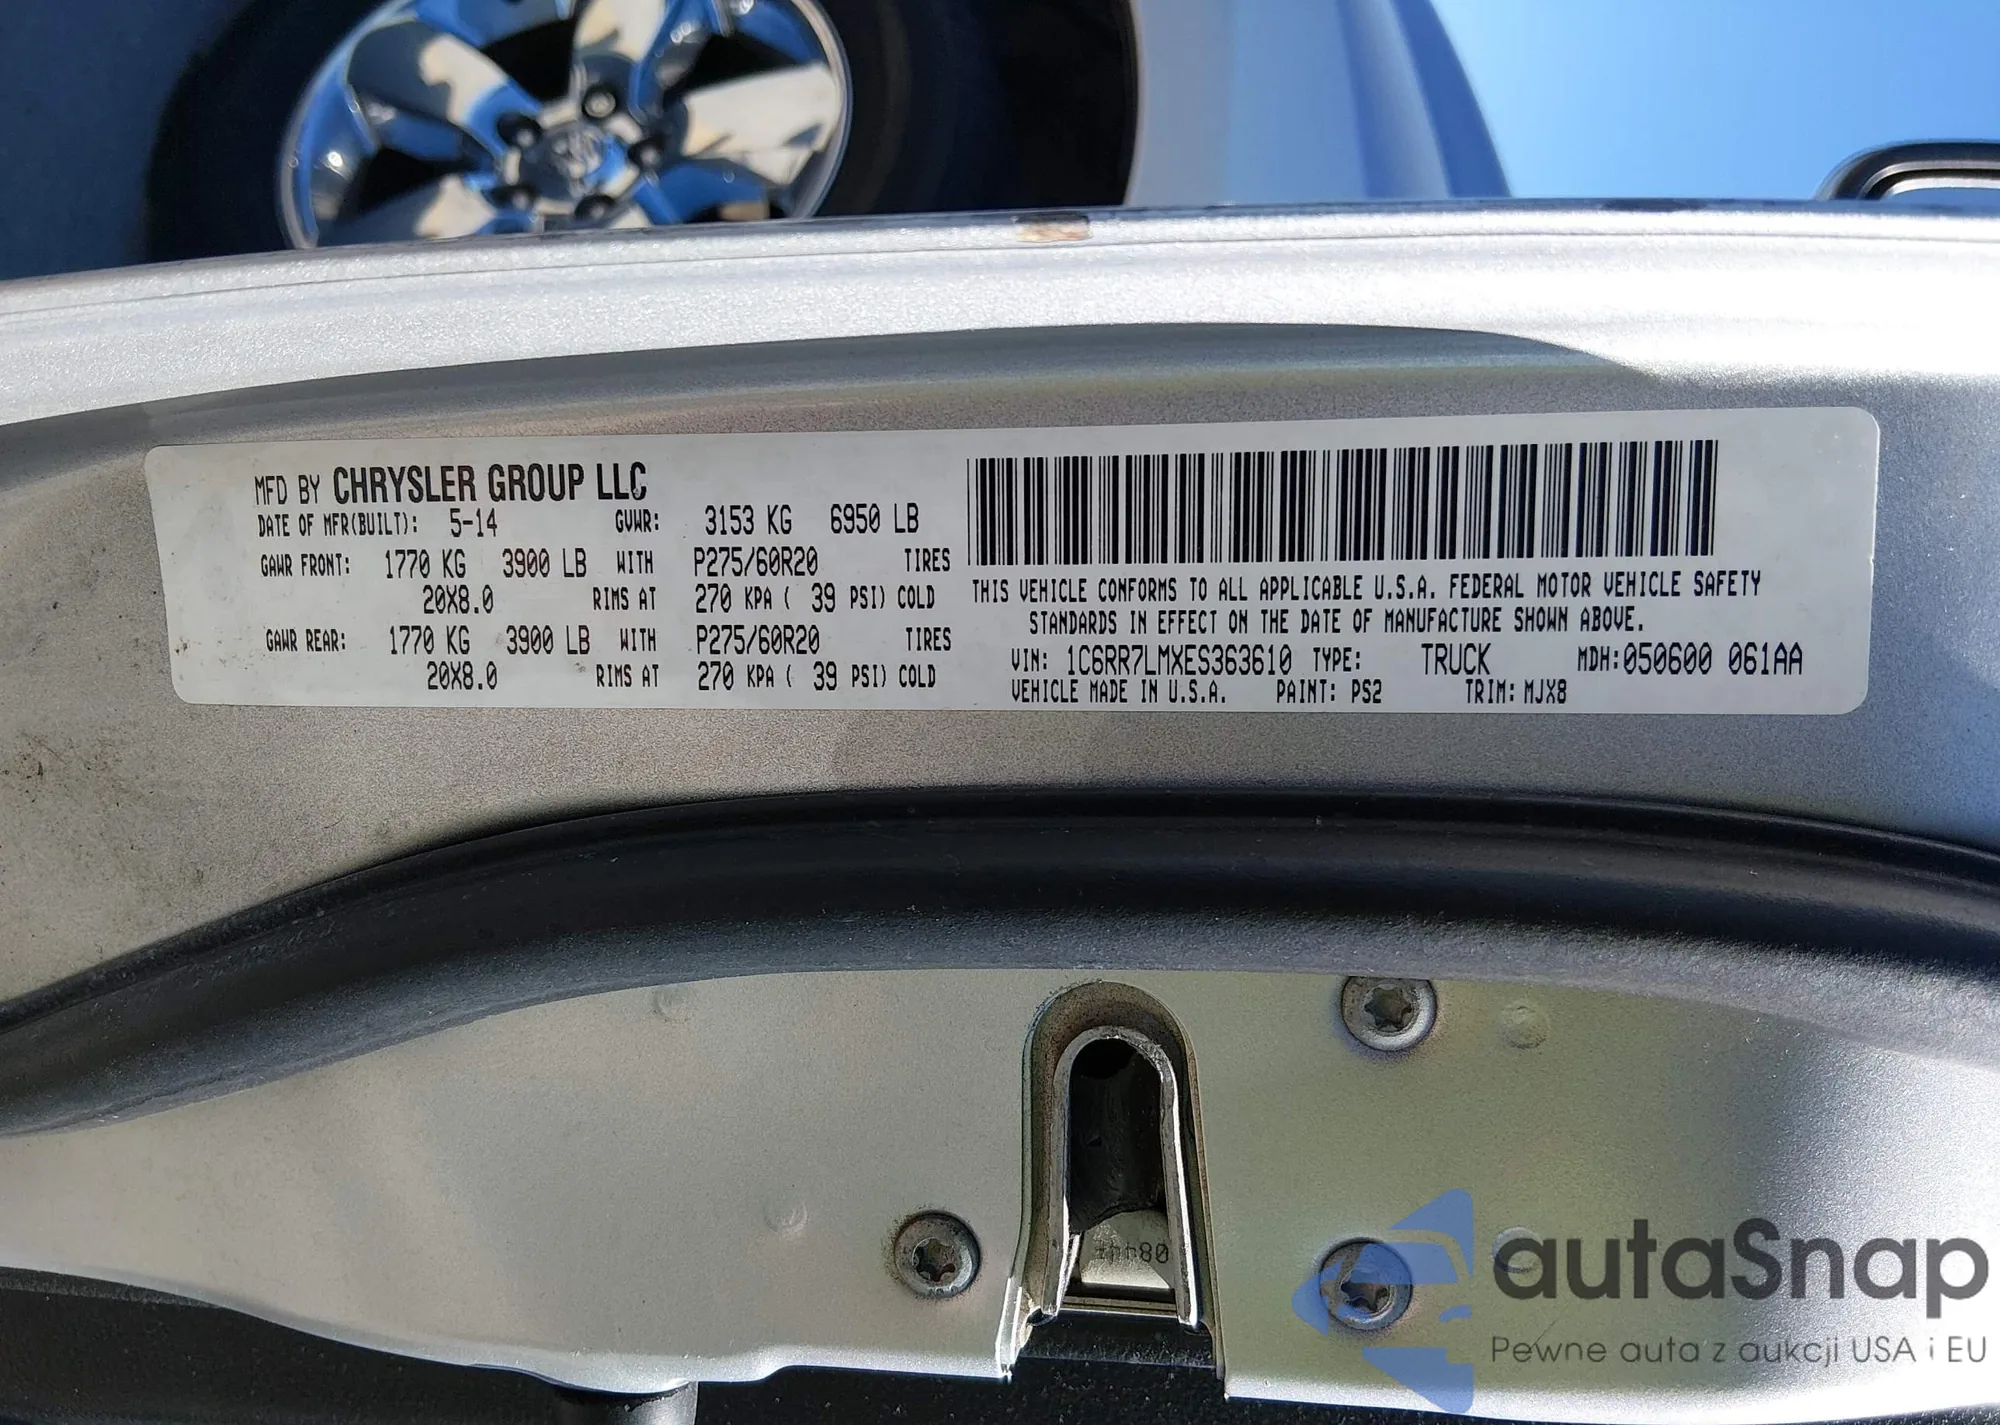 MFD BY CHRYSLER GROUP LLC
DATE OF MFR(BUILT): 5-14 GVWR: 3153 KG 6950 LB
GAWR FRONT: 1770 KG 3900 LB WITH P275/60R20 TIRES
20X8.0 RIMS AT 270 KPA ( 39 PSI) COLD
GAWR REAR: 1770 KG 3900 LB WITH P275/60R20 TIRES
20X8.0 RIMS AT 270 KPA ( 39 PSI) COLD
THIS VEHICLE CONFORMS TO ALL APPLICABLE U.S.A. FEDERAL MOTOR VEHICLE SAFETY
STANDARDS IN EFFECT ON THE DATE OF MANUFACTURE SHOWN ABOVE.
VIN: 1C6RR7LMXES363610 TYPE: TRUCK MDH:050600 061AA
VEHICLE MADE IN U.S.A. PAINT: PS2 TRIM: MJX8
autaSnap
Pewne auta z aukcji USA i EU